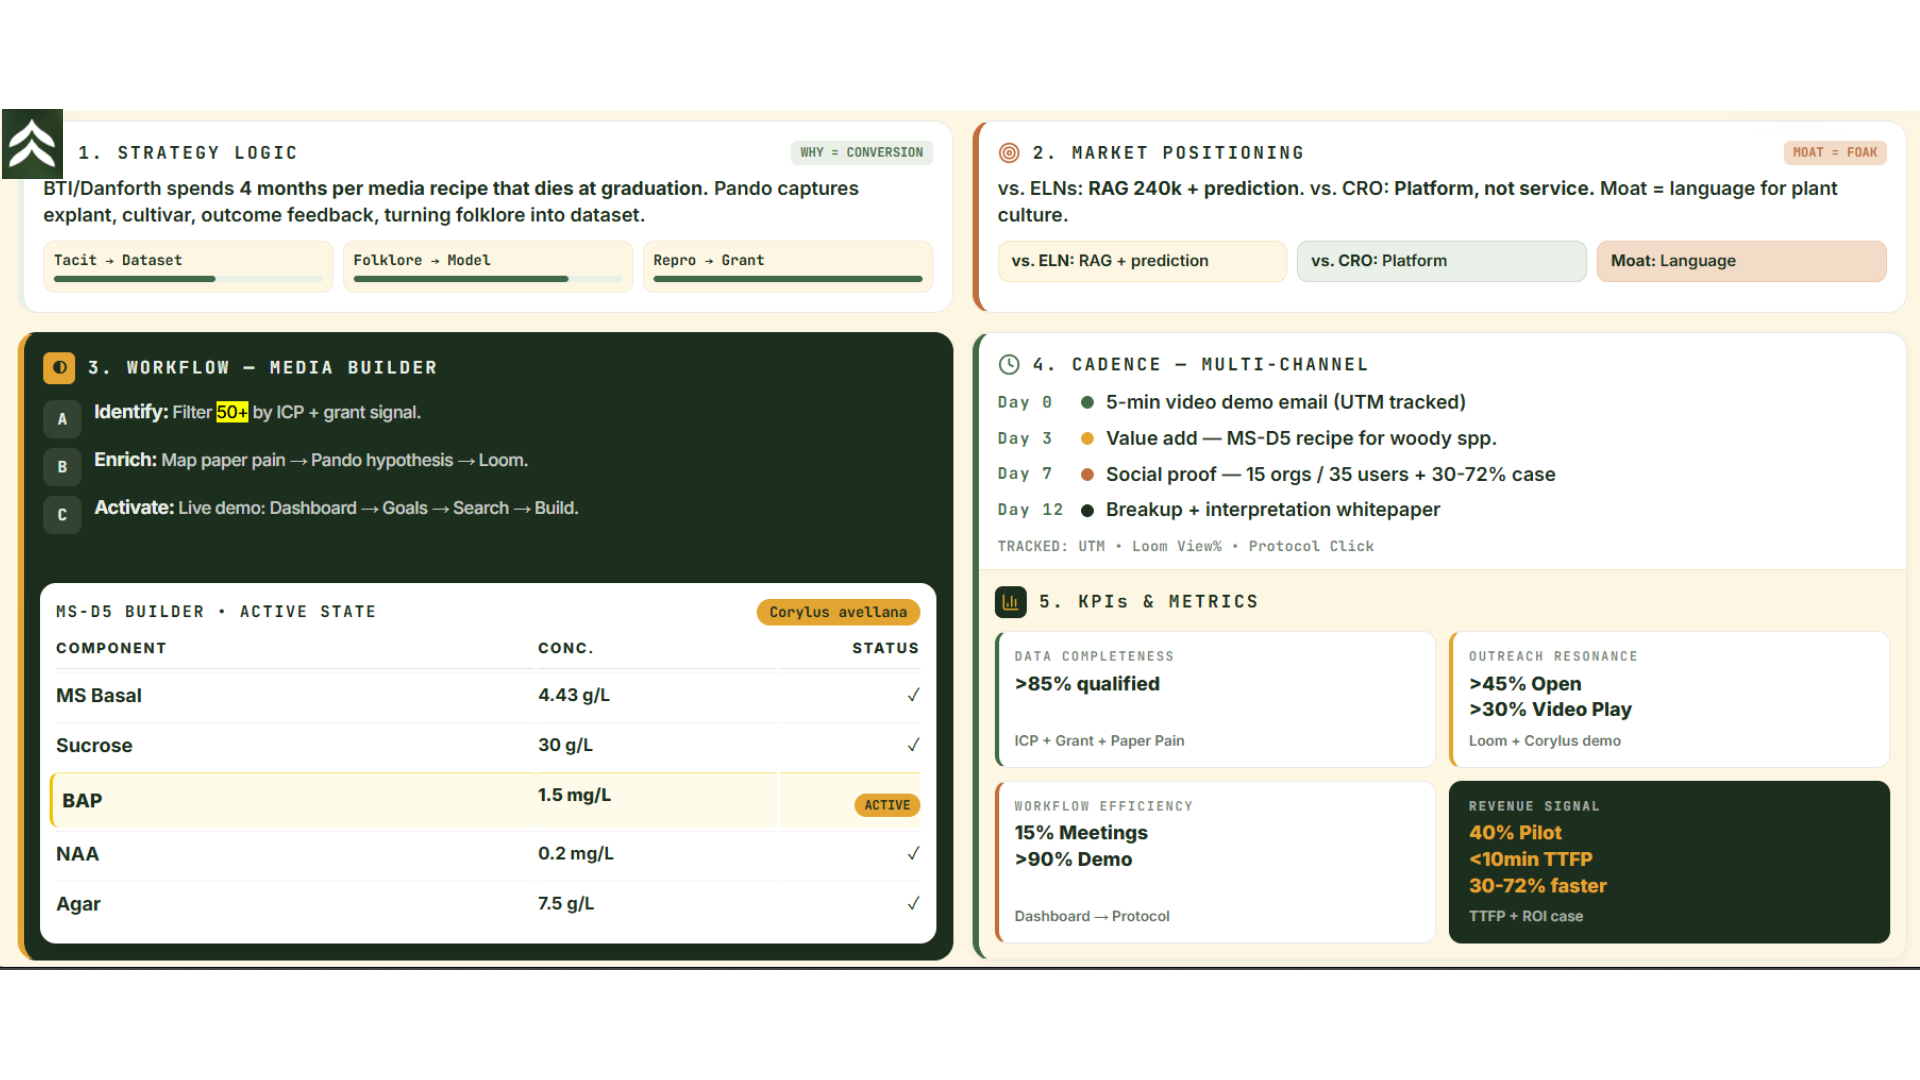 1. STRATEGY LOGIC
WHY = CONVERSION
BTI/Danforth spends 4 months per media recipe that dies at graduation. Pando captures
explant, cultivar, outcome feedback, turning folklore into dataset.
Tacit → Dataset
Folklore → Model
Repro → Grant
2. MARKET POSITIONING
MOAT = FOAK
vs. ELNs: RAG 240k + prediction. vs. CRO: Platform, not service. Moat = language for plant
culture.
vs. ELN: RAG + prediction
vs. CRO: Platform
Moat: Language
3. WORKFLOW — MEDIA BUILDER
A Identify: Filter 50+ by ICP + grant signal.
B Enrich: Map paper pain → Pando hypothesis → Loom.
C Activate: Live demo: Dashboard → Goals → Search → Build.
MS-D5 BUILDER • ACTIVE STATE
Corylus avellana
COMPONENT CONC. STATUS
MS Basal 4.43 g/L ✓
Sucrose 30 g/L ✓
BAP 1.5 mg/L ACTIVE
NAA 0.2 mg/L ✓
Agar 7.5 g/L ✓
4. CADENCE — MULTI-CHANNEL
Day 0 5-min video demo email (UTM tracked)
Day 3 Value add — MS-D5 recipe for woody spp.
Day 7 Social proof — 15 orgs / 35 users + 30-72% case
Day 12 Breakup + interpretation whitepaper
TRACKED: UTM • Loom View% • Protocol Click
5. KPIs & METRICS
DATA COMPLETENESS
>85% qualified
ICP + Grant + Paper Pain
OUTREACH RESONANCE
>45% Open
>30% Video Play
Loom + Corylus demo
WORKFLOW EFFICIENCY
15% Meetings
>90% Demo
Dashboard → Protocol
REVENUE SIGNAL
40% Pilot
<10min TTFP
30-72% faster
TTFP + ROI case